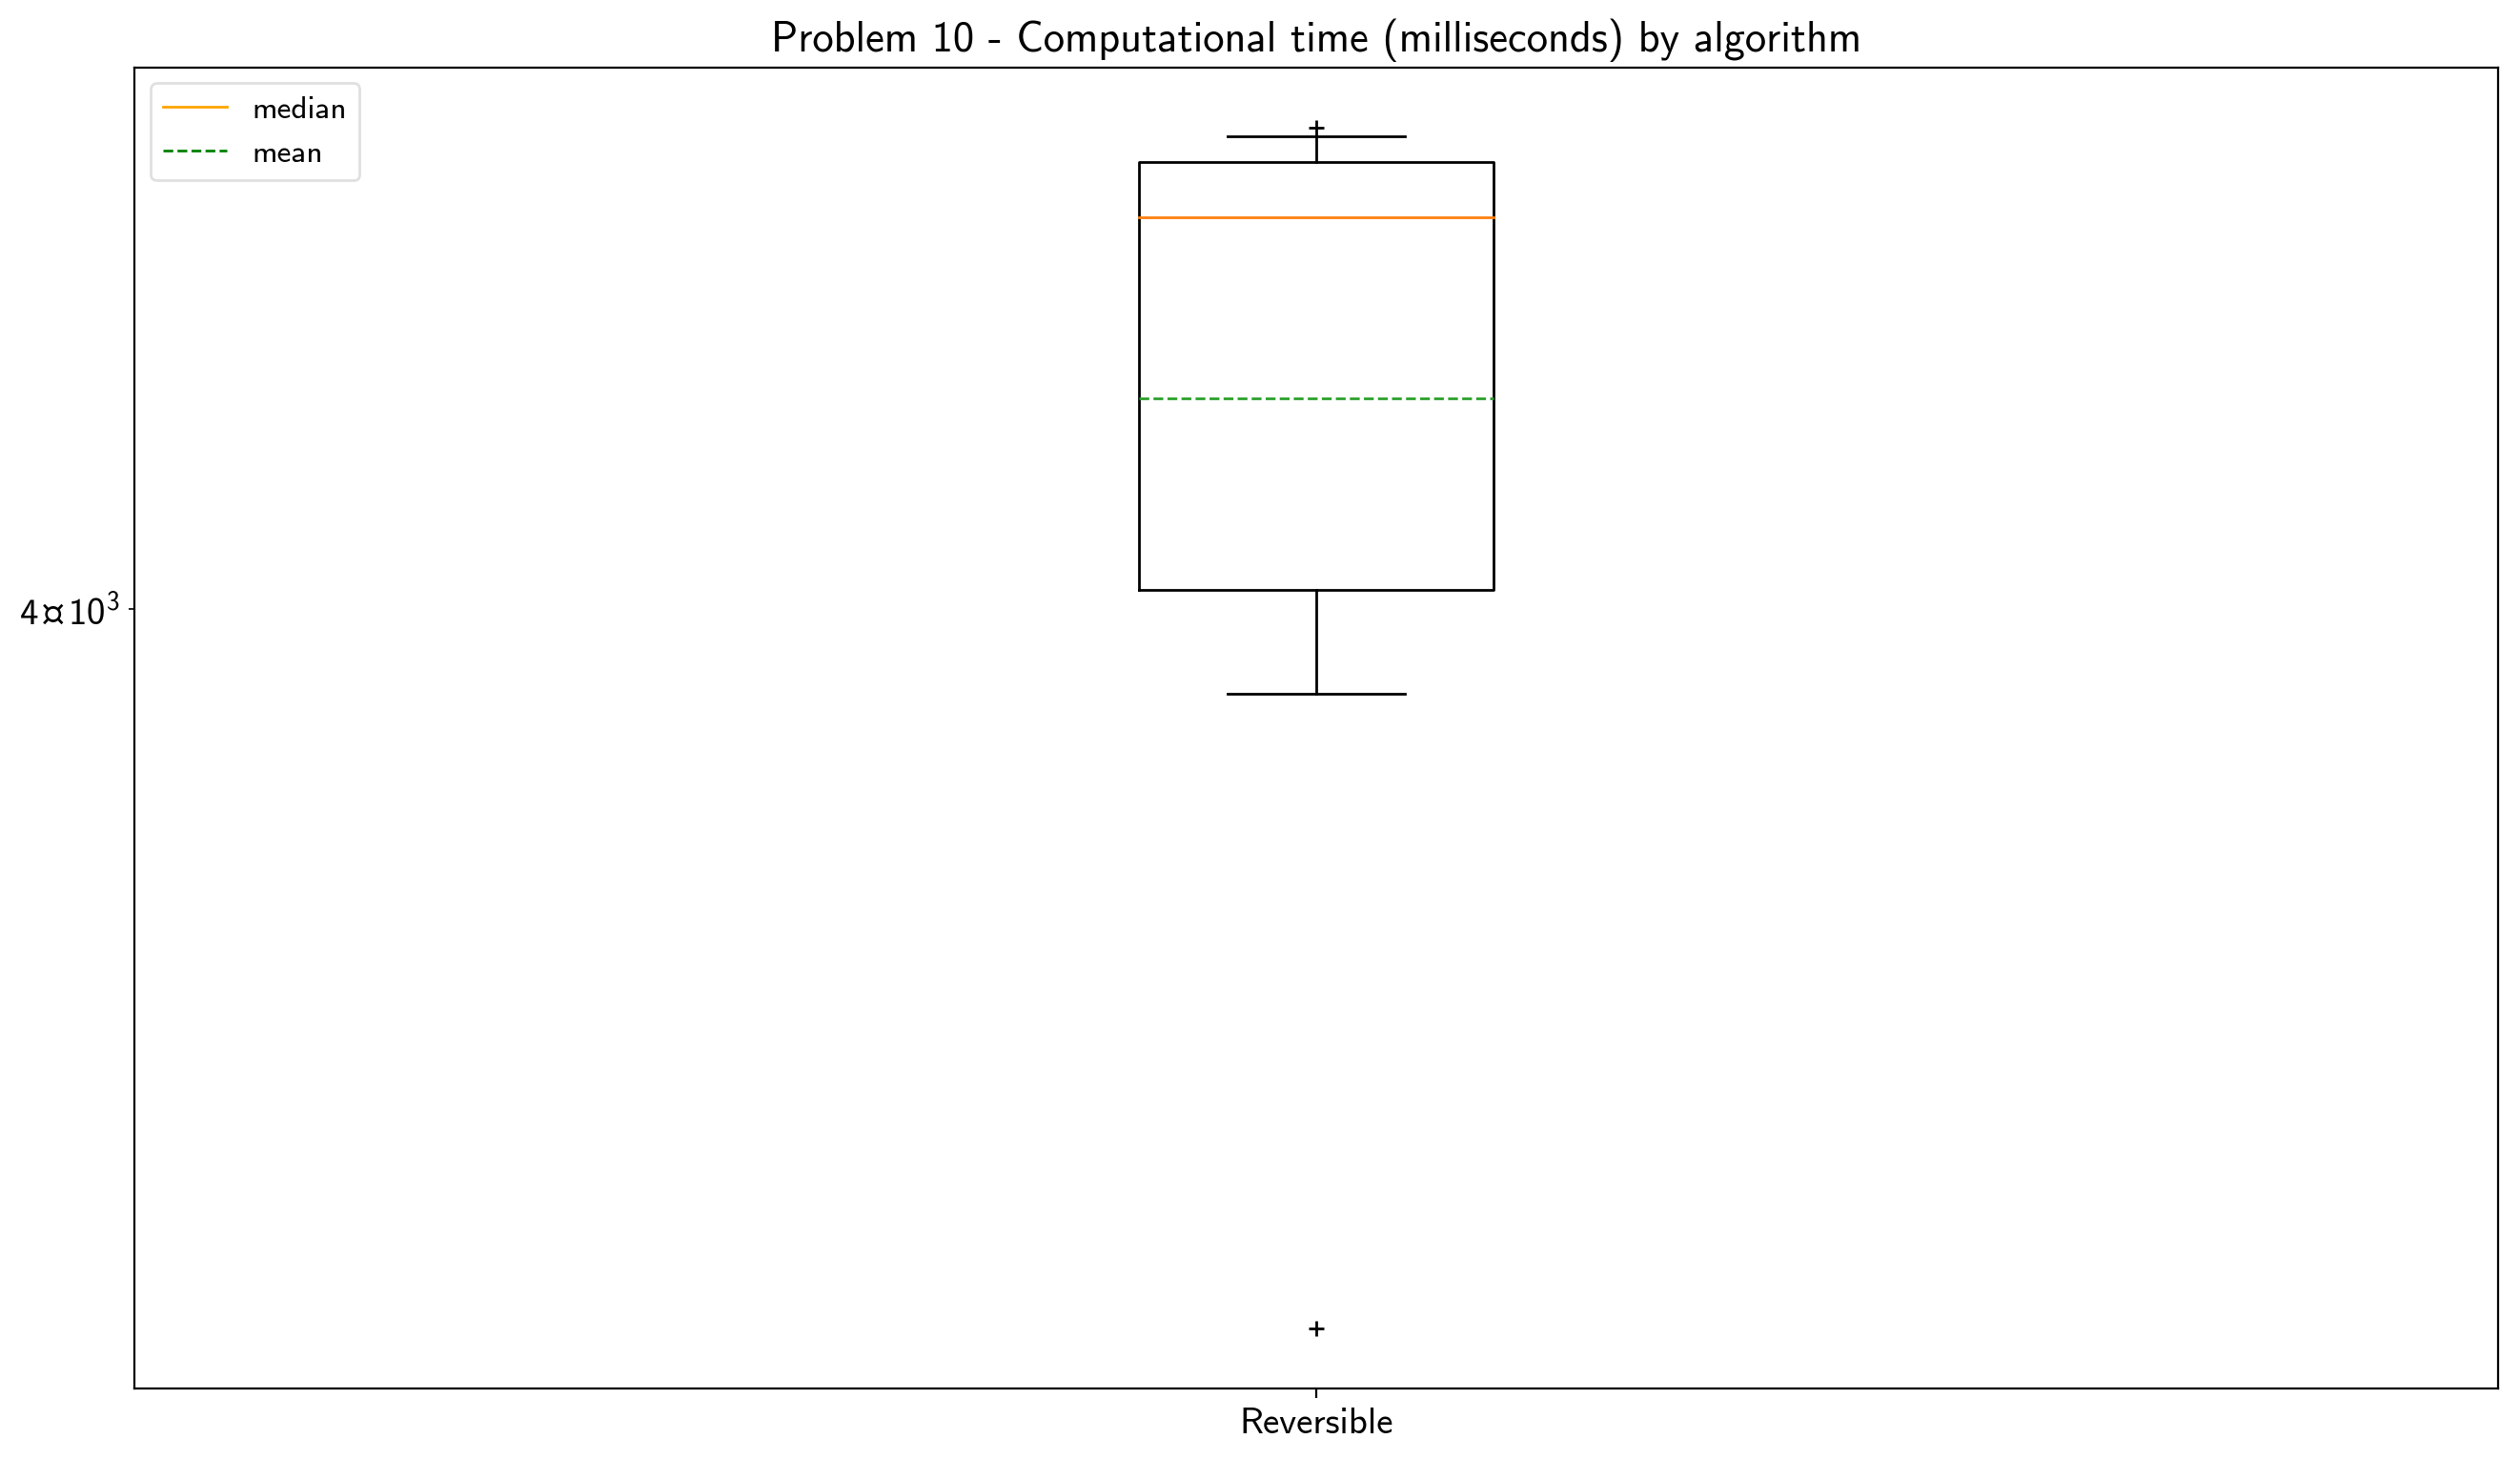 Problem 10 - Computational time (milliseconds) by algorithm
median
mean
4¤10³
Reversible